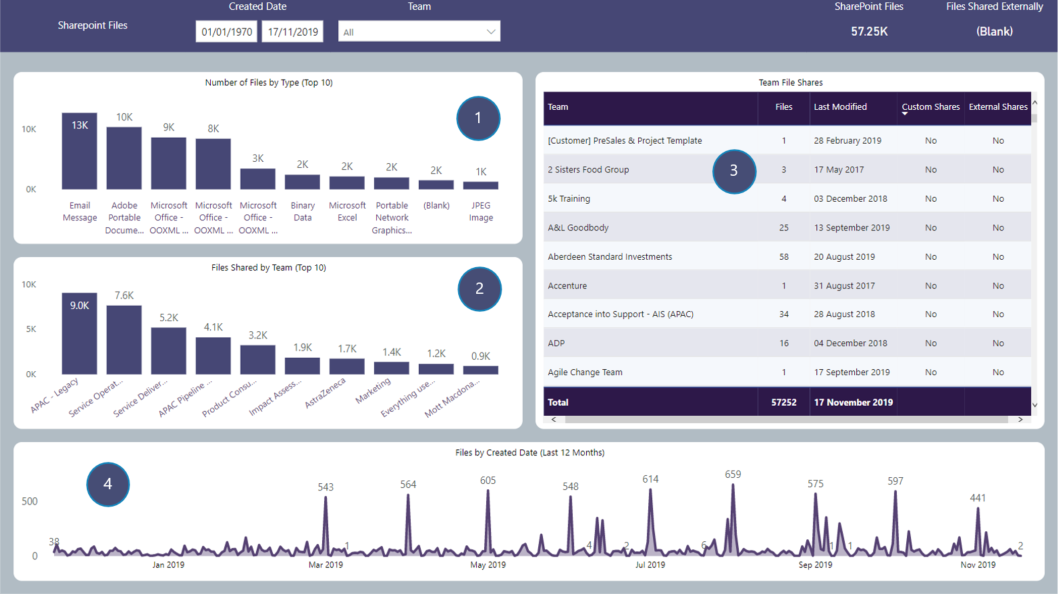 Sharepoint Files
Created Date
01/01/1970
17/11/2019
Team
All
SharePoint Files
57.25K
Files Shared Externally
(Blank)
Number of Files by Type (Top 10)
1
10K
0K
13K
10K
9K
8K
3K
2K
2K
2K
2K
1K
Email Message
Adobe Portable Docume...
Microsoft Office - OOXML ...
Microsoft Office - OOXML ...
Microsoft Office - OOXML ...
Binary Data
Microsoft Excel
Portable Network Graphics...
(Blank)
JPEG Image
Files Shared by Team (Top 10)
2
10K
5K
0K
9.0K
7.6K
5.2K
4.1K
3.2K
1.9K
1.7K
1.4K
1.2K
0.9K
APAC - Legacy
Service Operat...
Service Deliver...
APAC Pipeline ...
Product Consu...
Impact Assess...
AstraZeneca
Marketing
Everything use...
Mott Macdona...
Team File Shares
3
Team Files Last Modified Custom Shares External Shares
[Customer] PreSales & Project Template 1 28 February 2019 No No
2 Sisters Food Group 3 17 May 2017 No No
5k Training 4 03 December 2018 No No
A&L Goodbody 25 13 September 2019 No No
Aberdeen Standard Investments 58 20 August 2019 No No
Accenture 1 31 August 2017 No No
Acceptance into Support - AIS (APAC) 34 28 August 2018 No No
ADP 16 04 December 2018 No No
Agile Change Team 1 17 September 2019 No No
Total 57252 17 November 2019
Files by Created Date (Last 12 Months)
4
500
0
38
543
1
564
605
548
4
2
614
6
659
575
1
1
597
441
2
Jan 2019
Mar 2019
May 2019
Jul 2019
Sep 2019
Nov 2019